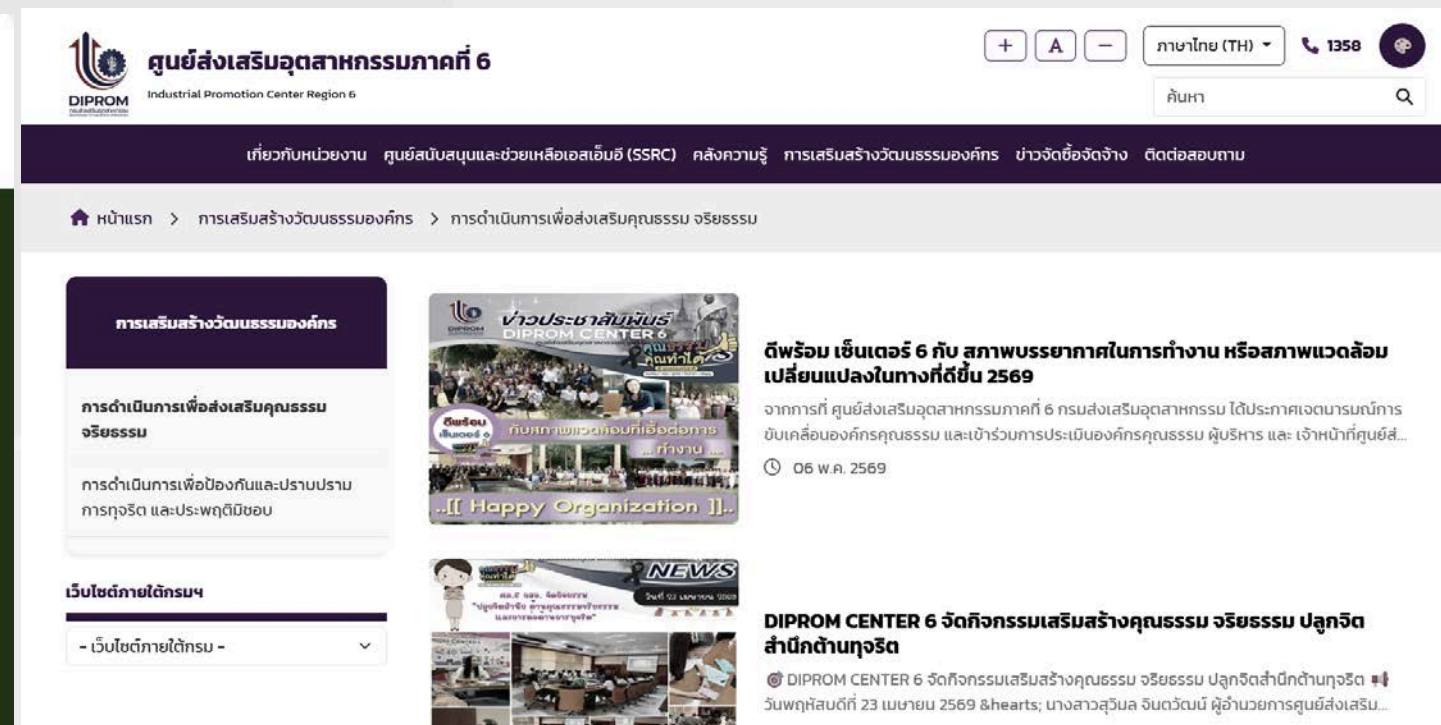 ศูนย์ส่งเสริมอุตสาหกรรมภาคที่ 6
Industrial Promotion Center Region 6
DIPROM
+ A −
ภาษาไทย (TH)
1358
ค้นหา
เกี่ยวกับหน่วยงาน ศูนย์สนับสนุนและช่วยเหลือเอสเอ็มอี (SSRC) คลังความรู้ การเสริมสร้างวัฒนธรรมองค์กร ข่าวจัดซื้อจัดจ้าง ติดต่อสอบถาม
หน้าแรก > การเสริมสร้างวัฒนธรรมองค์กร > การดำเนินการเพื่อส่งเสริมคุณธรรม จริยธรรม
การเสริมสร้างวัฒนธรรมองค์กร
การดำเนินการเพื่อส่งเสริมคุณธรรม
จริยธรรม
การดำเนินการเพื่อป้องกันและปราบปราม
การทุจริต และประพฤติมิชอบ
เว็บไซต์ภายใต้กรมฯ
- เว็บไซต์ภายใต้กรม -
ข่าวประชาสัมพันธ์
DIPROM CENTER 6
คุณธรรม
คุณทำได้
ดีพร้อม
เซ็นเตอร์ 6
กับสภาพแวดล้อมที่เอื้อต่อการ
... ทำงาน ...
..[[ Happy Organization ]]..
ดีพร้อม เซ็นเตอร์ 6 กับ สภาพบรรยากาศในการทำงาน หรือสภาพแวดล้อม
เปลี่ยนแปลงในทางที่ดีขึ้น 2569
จากการที่ ศูนย์ส่งเสริมอุตสาหกรรมภาคที่ 6 กรมส่งเสริมอุตสาหกรรม ได้ประกาศเจตนารมณ์การ
ขับเคลื่อนองค์กรคุณธรรม และเข้าร่วมการประเมินองค์กรคุณธรรม ผู้บริหาร และ เจ้าหน้าที่ศูนย์ส่...
06 พ.ค. 2569
NEWS
วันที่ 23 เมษายน 2569
DIPROM CENTER 6 จัดกิจกรรมเสริมสร้างคุณธรรม จริยธรรม ปลูกจิต
สำนึกต้านทุจริต
DIPROM CENTER 6 จัดกิจกรรมเสริมสร้างคุณธรรม จริยธรรม ปลูกจิตสำนึกต้านทุจริต
วันพฤหัสบดีที่ 23 เมษายน 2569 &hearts; นางสาวสุวิมล จินตวัฒน์ ผู้อำนวยการศูนย์ส่งเสริม...